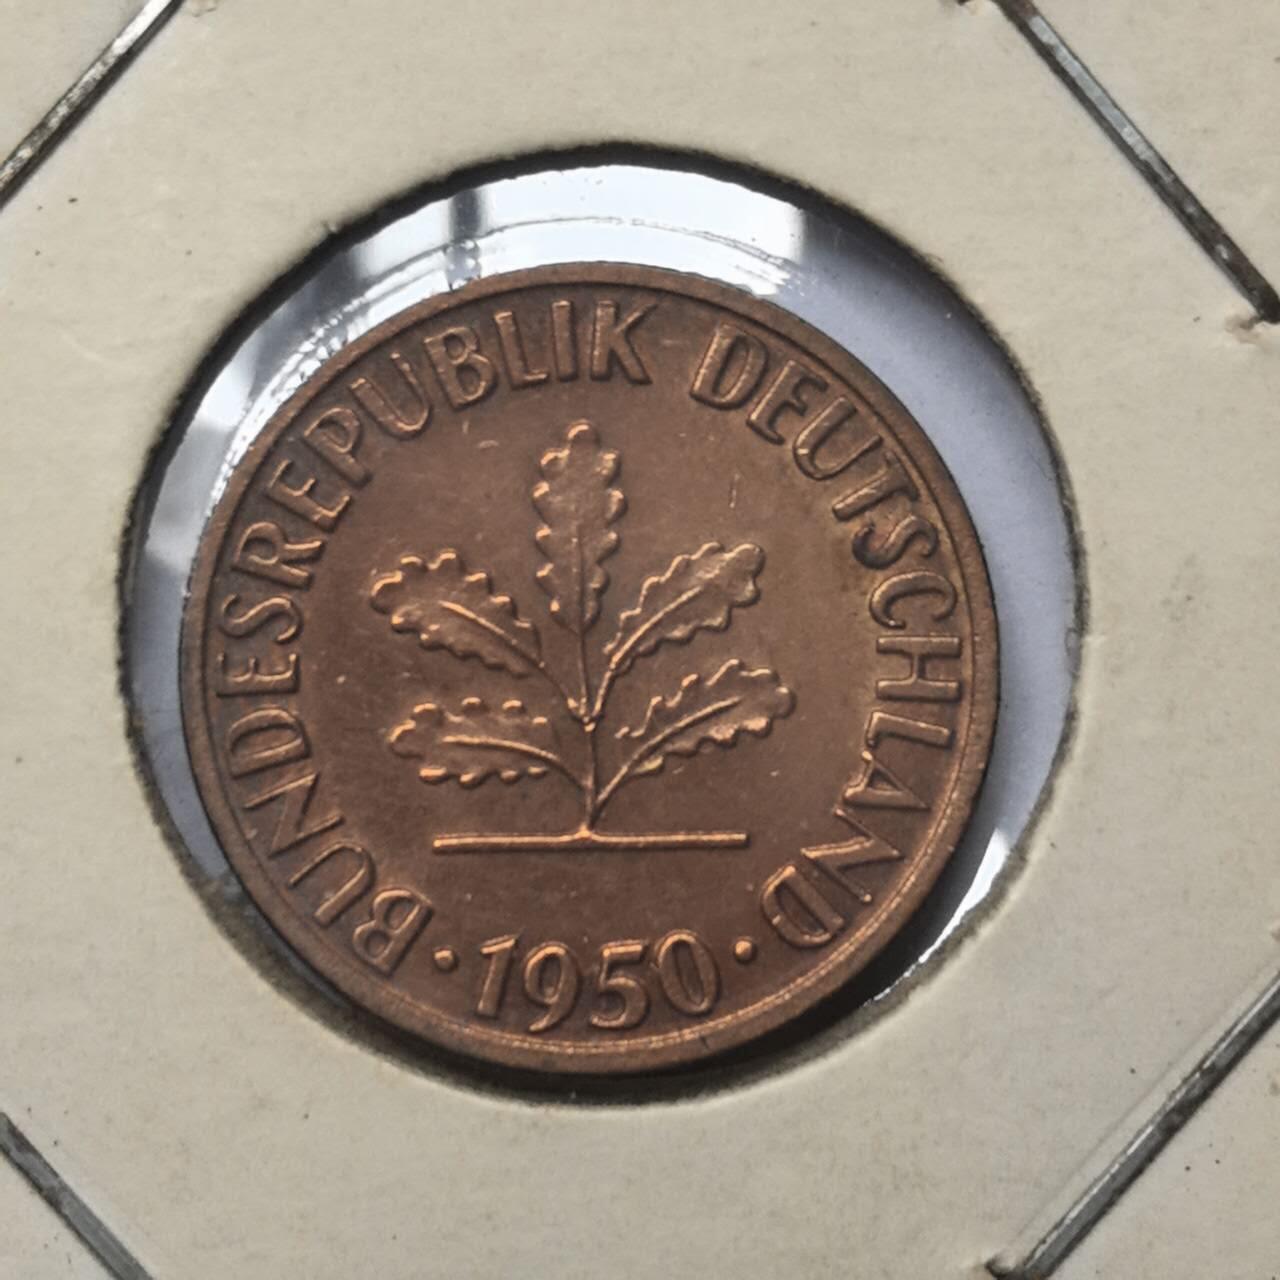 BUNDESREPUBLIK DEUTSCHLAND
· 1950 ·